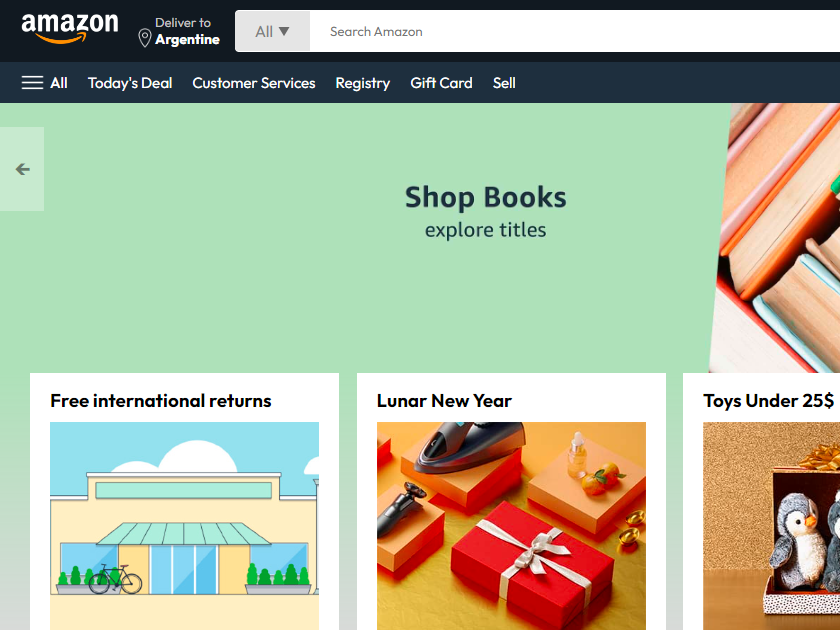 amazon
Deliver to
Argentine
All ▼
Search Amazon
All
Today's Deal
Customer Services
Registry
Gift Card
Sell
Shop Books
explore titles
Free international returns
Lunar New Year
Toys Under 25$